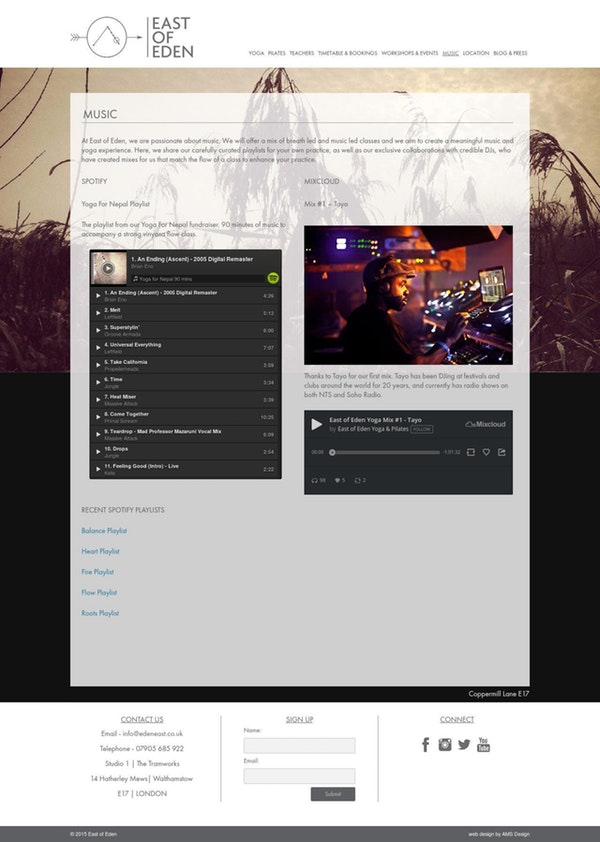 EAST
OF
EDEN
YOGA PILATES TEACHERS TIMETABLE & BOOKINGS WORKSHOPS & EVENTS MUSIC LOCATION BLOG & PRESS
MUSIC
At East of Eden, we are passionate about music. We will offer a mix of breath led and music led classes and we aim to create a meaningful music and
yoga experience. Here, we share our carefully curated playlists for your own practice, as well as our exclusive collaborations with credible DJs, who
have created mixes for us that match the flow of a class to enhance your practice.
SPOTIFY
Yoga For Nepal Playlist
The playlist from our Yoga For Nepal fundraiser. 90 minutes of music to
accompany a strong vinyasa flow class.
1. An Ending (Ascent) - 2005 Digital Remaster
Brian Eno
Yoga for Nepal 90 mins
1. An Ending (Ascent) - 2005 Digital Remaster
Brian Eno
4:26
2. Melt
Leftfield
5:12
3. Superstylin'
Groove Armada
6:00
4. Universal Everything
Leftfield
7:07
5. Take California
Propellerheads
3:59
6. Time
Jungle
3:34
7. Heat Miser
Massive Attack
3:39
8. Come Together
Primal Scream
10:25
9. Teardrop - Mad Professor Mazaruni Vocal Mix
Massive Attack
6:09
10. Drops
Jungle
2:54
11. Feeling Good (Intro) - Live
Kate
2:22
MIXCLOUD
Mix #1 – Tayo
Thanks to Tayo for our first mix. Tayo has been DJing at festivals and
clubs around the world for 20 years, and currently has radio shows on
both NTS and Soho Radio.
East of Eden Yoga Mix #1 - Tayo
by East of Eden Yoga & Pilates FOLLOW
Mixcloud
00:00 -1:01:32
98 5 2
RECENT SPOTIFY PLAYLISTS
Balance Playlist
Heart Playlist
Fire Playlist
Flow Playlist
Roots Playlist
Coppermill Lane E17
CONTACT US
Email - info@edeneast.co.uk
Telephone - 07905 685 922
Studio 1 | The Tramworks
14 Hatherley Mews| Walthamstow
E17 | LONDON
SIGN UP
Name:
Email:
Submit
CONNECT
You
Tube
© 2015 East of Eden
web design by AMS Design